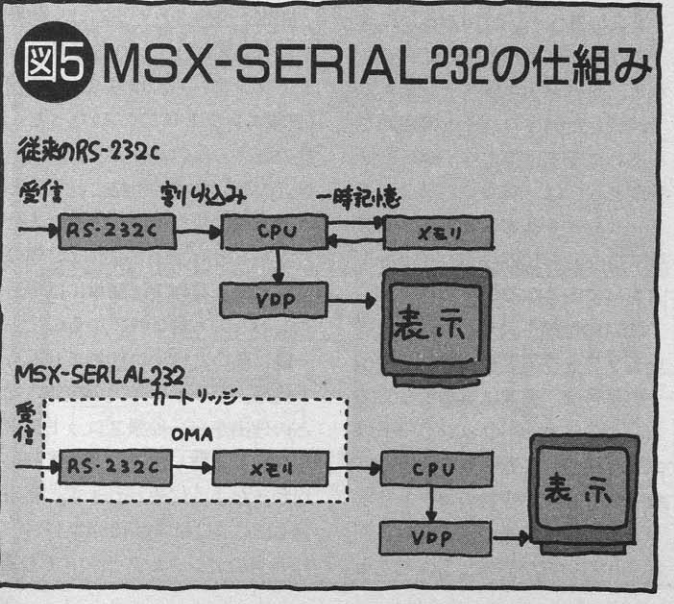 図5 MSX-SERIAL232の仕組み
従来のRS-232C
受信 割り込み 一時記憶
RS-232C CPU メモリ
VDP 表示
MSX-SERLAL232
カートリッジ
受信 DMA
RS-232C メモリ CPU 表示
VDP